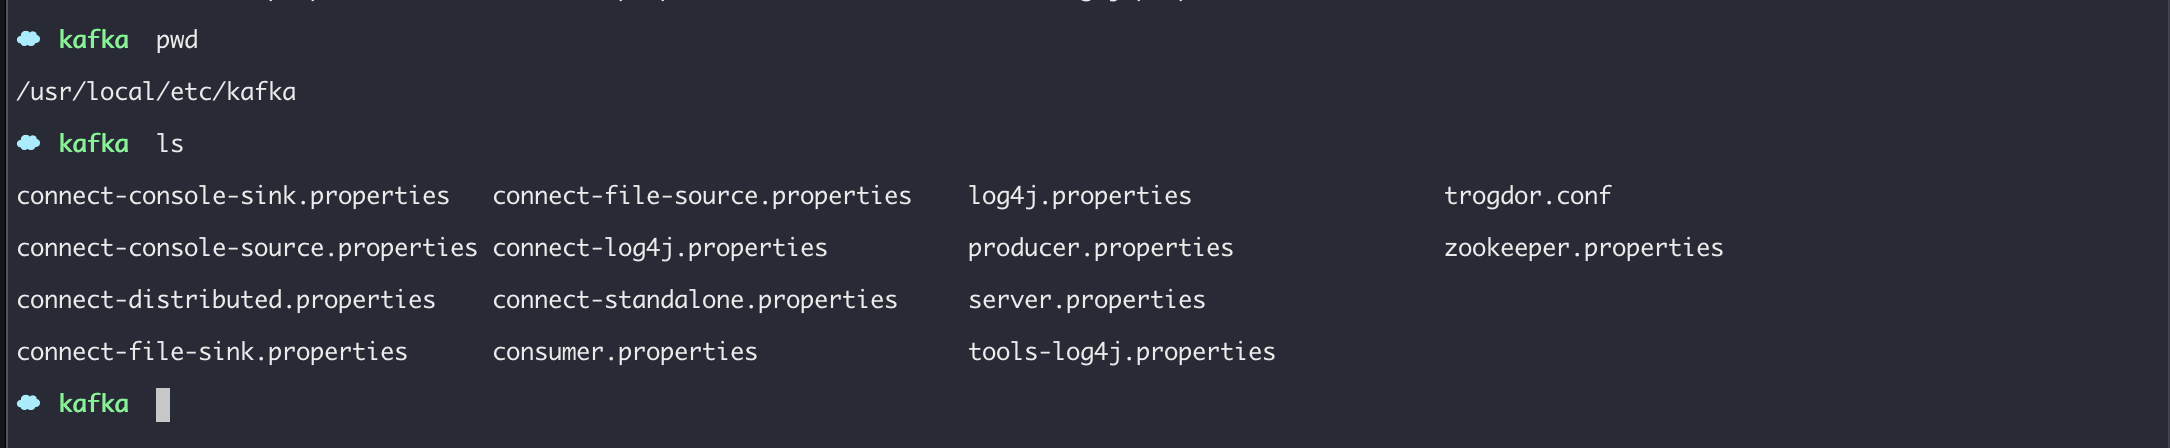 kafka pwd
/usr/local/etc/kafka
kafka ls
connect-console-sink.properties connect-file-source.properties log4j.properties trogdor.conf
connect-console-source.properties connect-log4j.properties producer.properties zookeeper.properties
connect-distributed.properties connect-standalone.properties server.properties
connect-file-sink.properties consumer.properties tools-log4j.properties
kafka